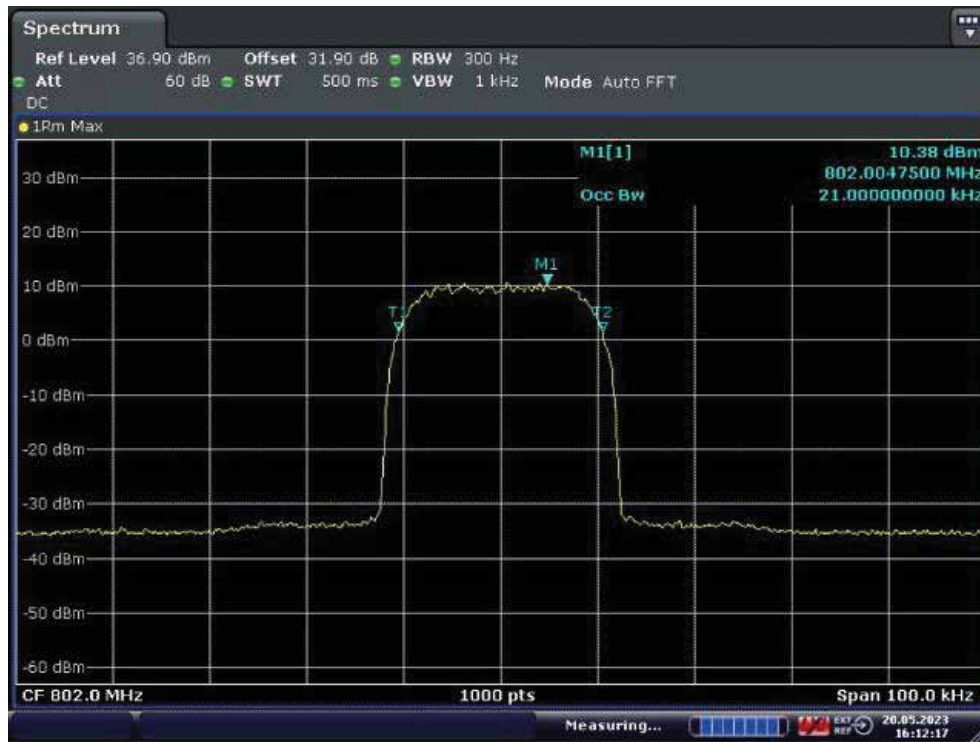 Spectrum
Ref Level 36.90 dBm Offset 31.90 dB RBW 300 Hz
Att 60 dB SWT 500 ms VBW 1 kHz Mode Auto FFT
DC
1Rm Max
M1[1] 10.38 dBm
802.0047500 MHz
Occ Bw 21.000000000 kHz
30 dBm
20 dBm
M1
10 dBm
T1 T2
0 dBm
-10 dBm
-20 dBm
-30 dBm
-40 dBm
-50 dBm
-60 dBm
CF 802.0 MHz 1000 pts Span 100.0 kHz
Measuring... EXT REF 20.05.2023
16:12:17